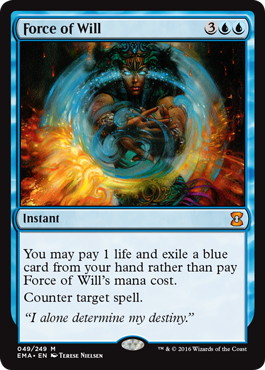 Force of Will 3
Instant
You may pay 1 life and exile a blue
card from your hand rather than pay
Force of Will's mana cost.
Counter target spell.
“I alone determine my destiny.”
049/249 M
EMA • EN Terese Nielsen ™ & © 2016 Wizards of the Coast